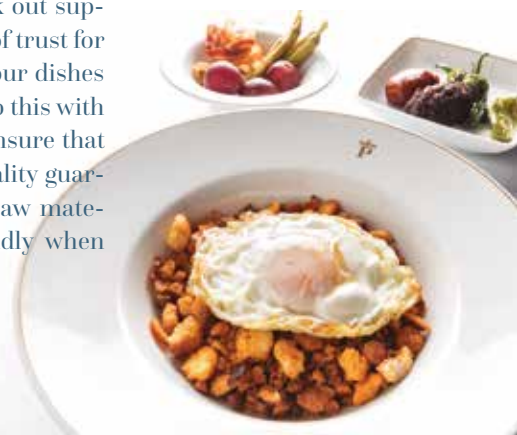 k out sup-
of trust for
our dishes
o this with
nsure that
ality guar-
aw mate-
dly when